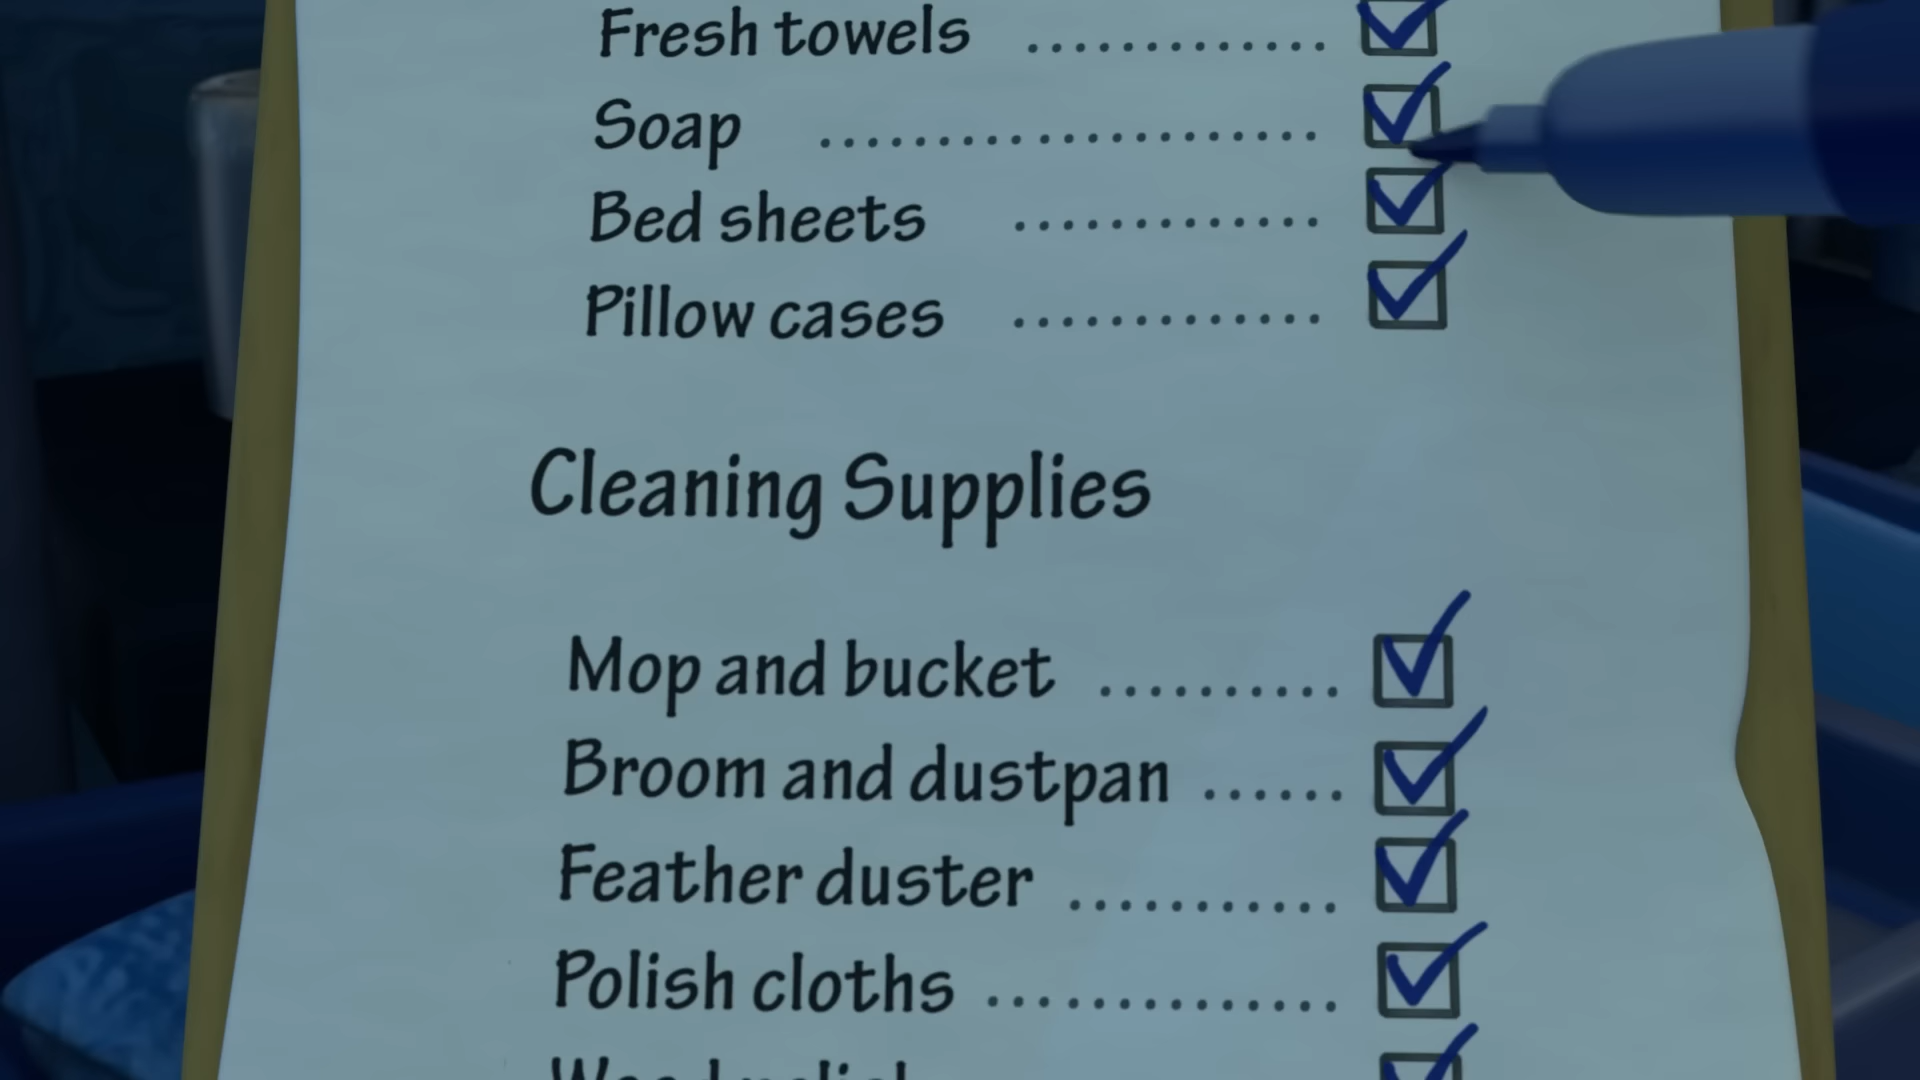 Fresh towels .............
Soap .....................
Bed sheets .............
Pillow cases .............
Cleaning Supplies
Mop and bucket ..........
Broom and dustpan ......
Feather duster ...........
Polish cloths ..............